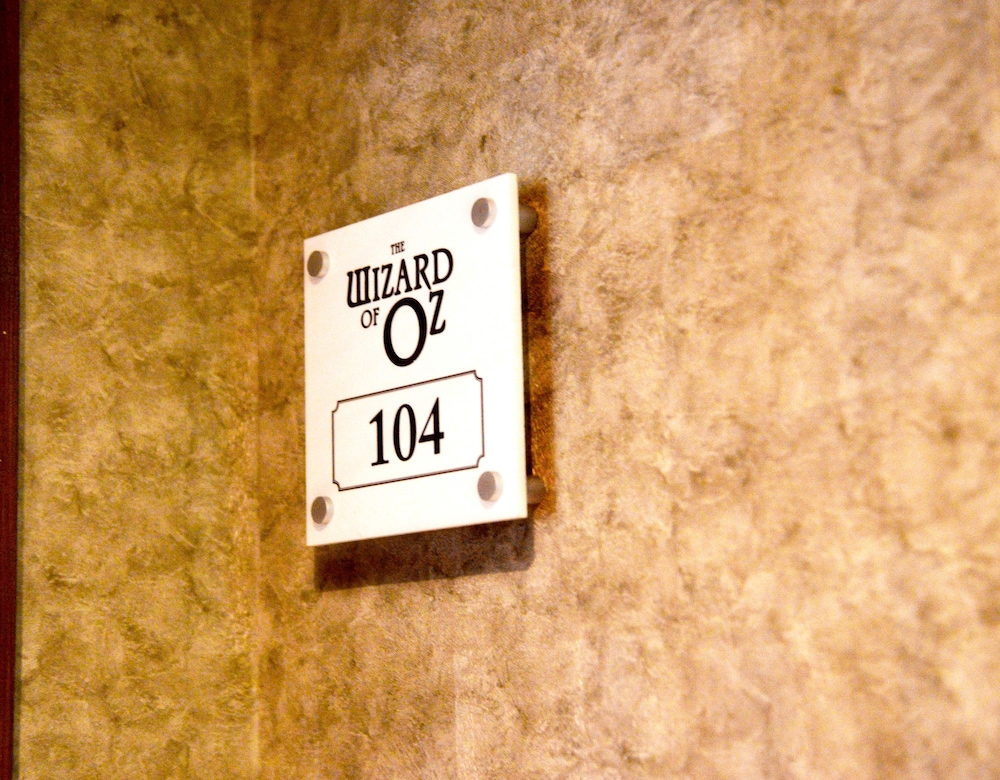 THE
WIZARD
OF OZ
104